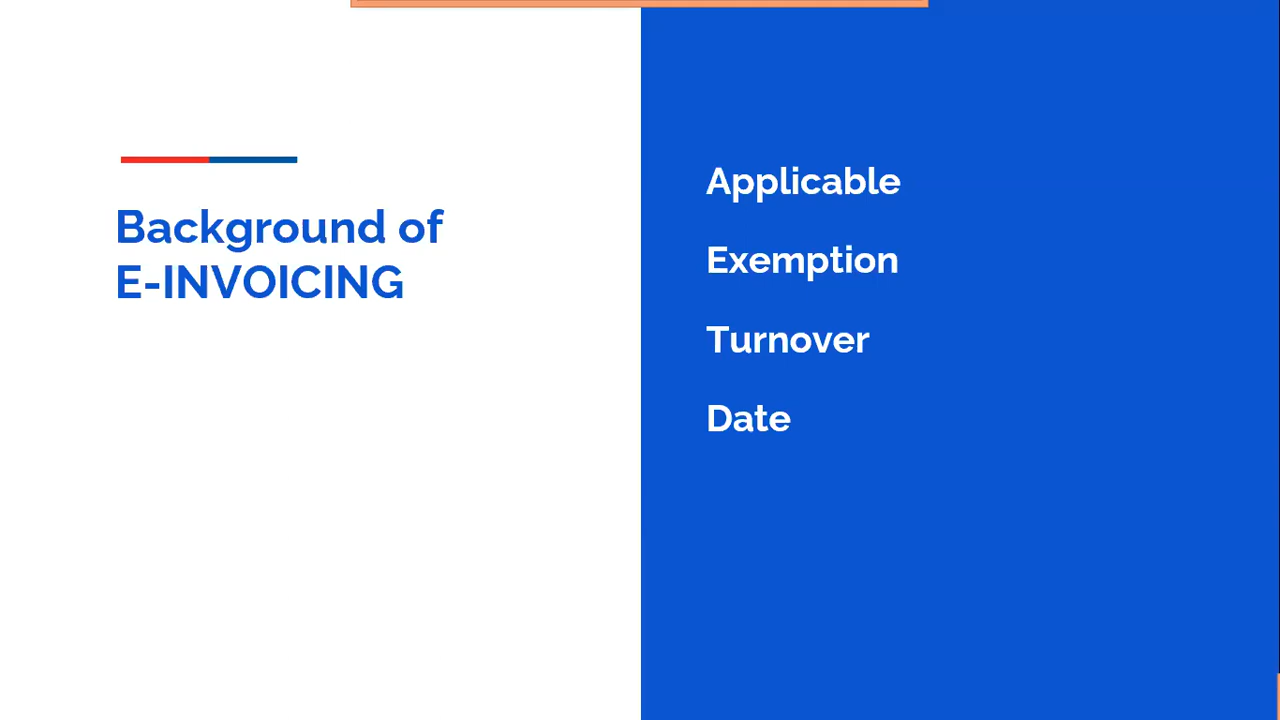 Background of
E-INVOICING
Applicable
Exemption
Turnover
Date